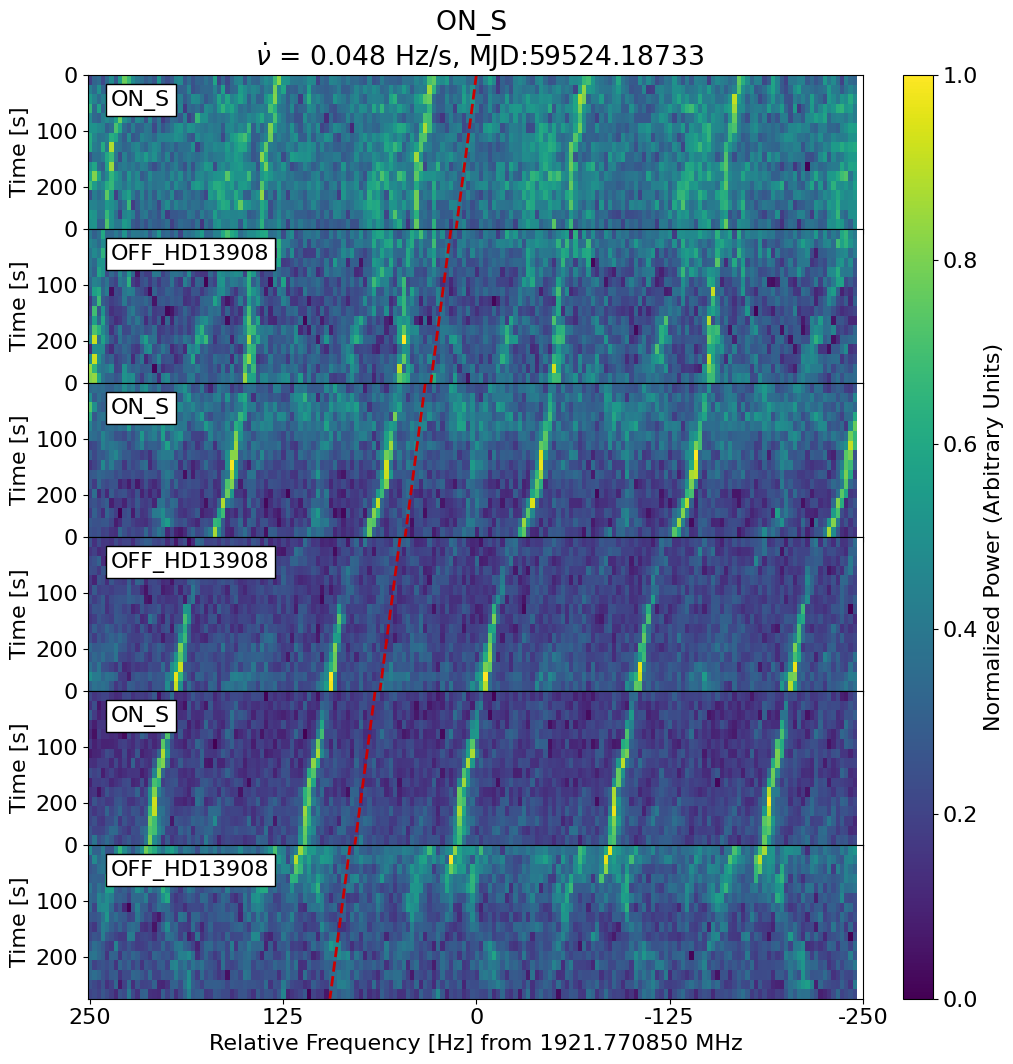 ON_S
ν̇ = 0.048 Hz/s, MJD:59524.18733
0
100
200
Time [s]
ON_S
0
100
200
Time [s]
OFF_HD13908
0
100
200
Time [s]
ON_S
0
100
200
Time [s]
OFF_HD13908
0
100
200
Time [s]
ON_S
0
100
200
Time [s]
OFF_HD13908
250 125 0 -125 -250
Relative Frequency [Hz] from 1921.770850 MHz
1.0
0.8
0.6
0.4
0.2
0.0
Normalized Power (Arbitrary Units)